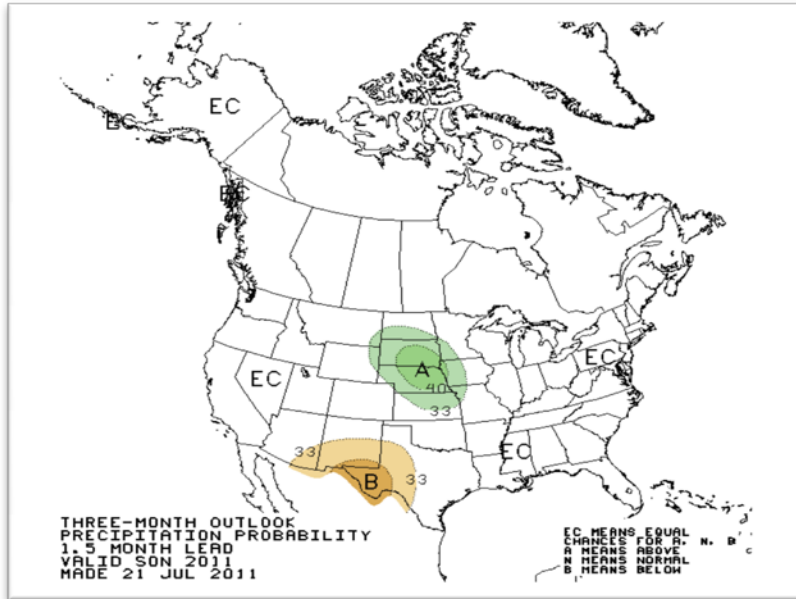 EC
EC
EC
A
40
33
EC
EC
33
33
B
EC
THREE-MONTH OUTLOOK
PRECIPITATION PROBABILITY
1.5 MONTH LEAD
VALID SON 2011
MADE 21 JUL 2011
EC MEANS EQUAL
CHANCES FOR A, N, B
A MEANS ABOVE
N MEANS NORMAL
B MEANS BELOW